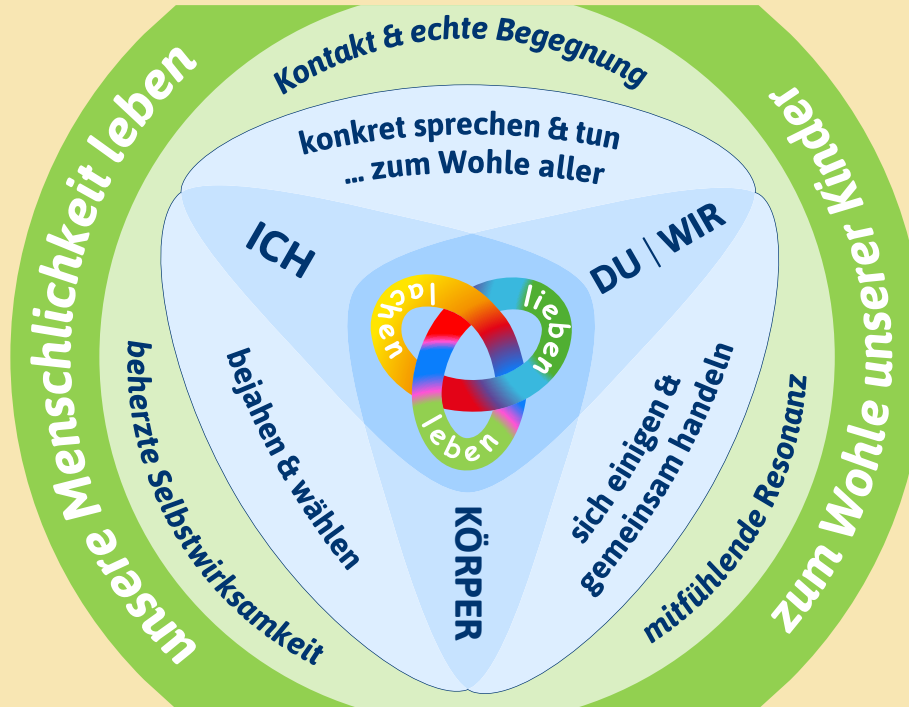 unsere Menschlichkeit leben
zum Wohle unserer Kinder
Kontakt & echte Begegnung
konkret sprechen & tun
... zum Wohle aller
ICH
DU | WIR
lachen
lieben
leben
bejahen & wählen
sich einigen &
gemeinsam handeln
beherzte Selbstwirksamkeit
mitfühlende Resonanz
KÖRPER